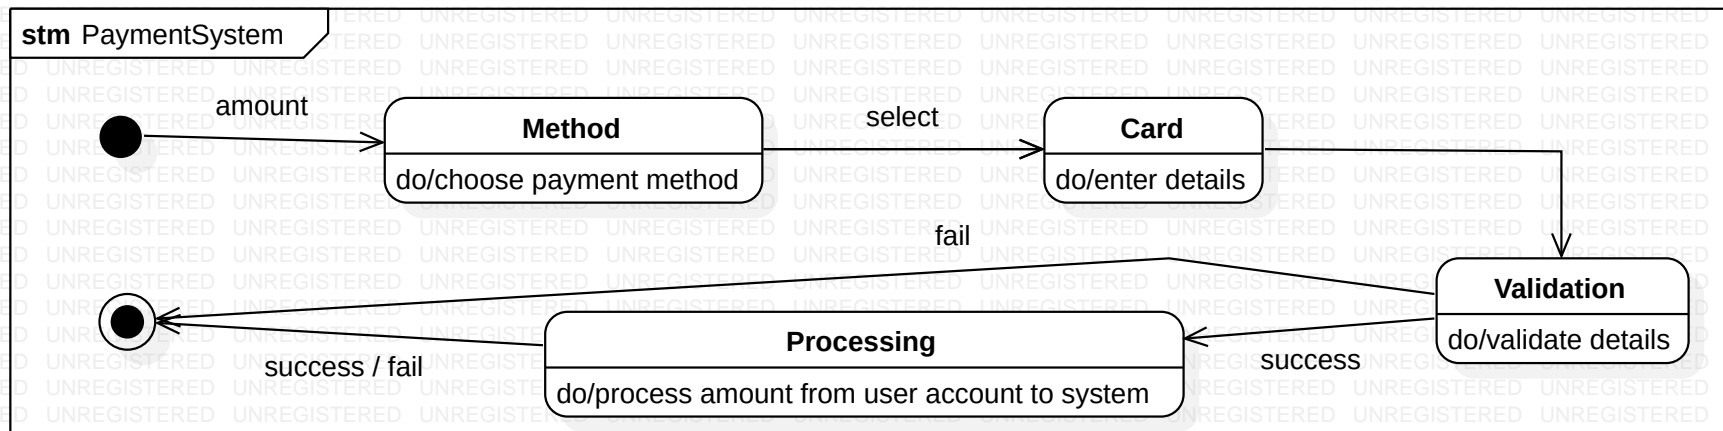 stm PaymentSystem
amount
Method
do/choose payment method
select
Card
do/enter details
fail
Validation
do/validate details
success
Processing
do/process amount from user account to system
success / fail
UNREGISTERED